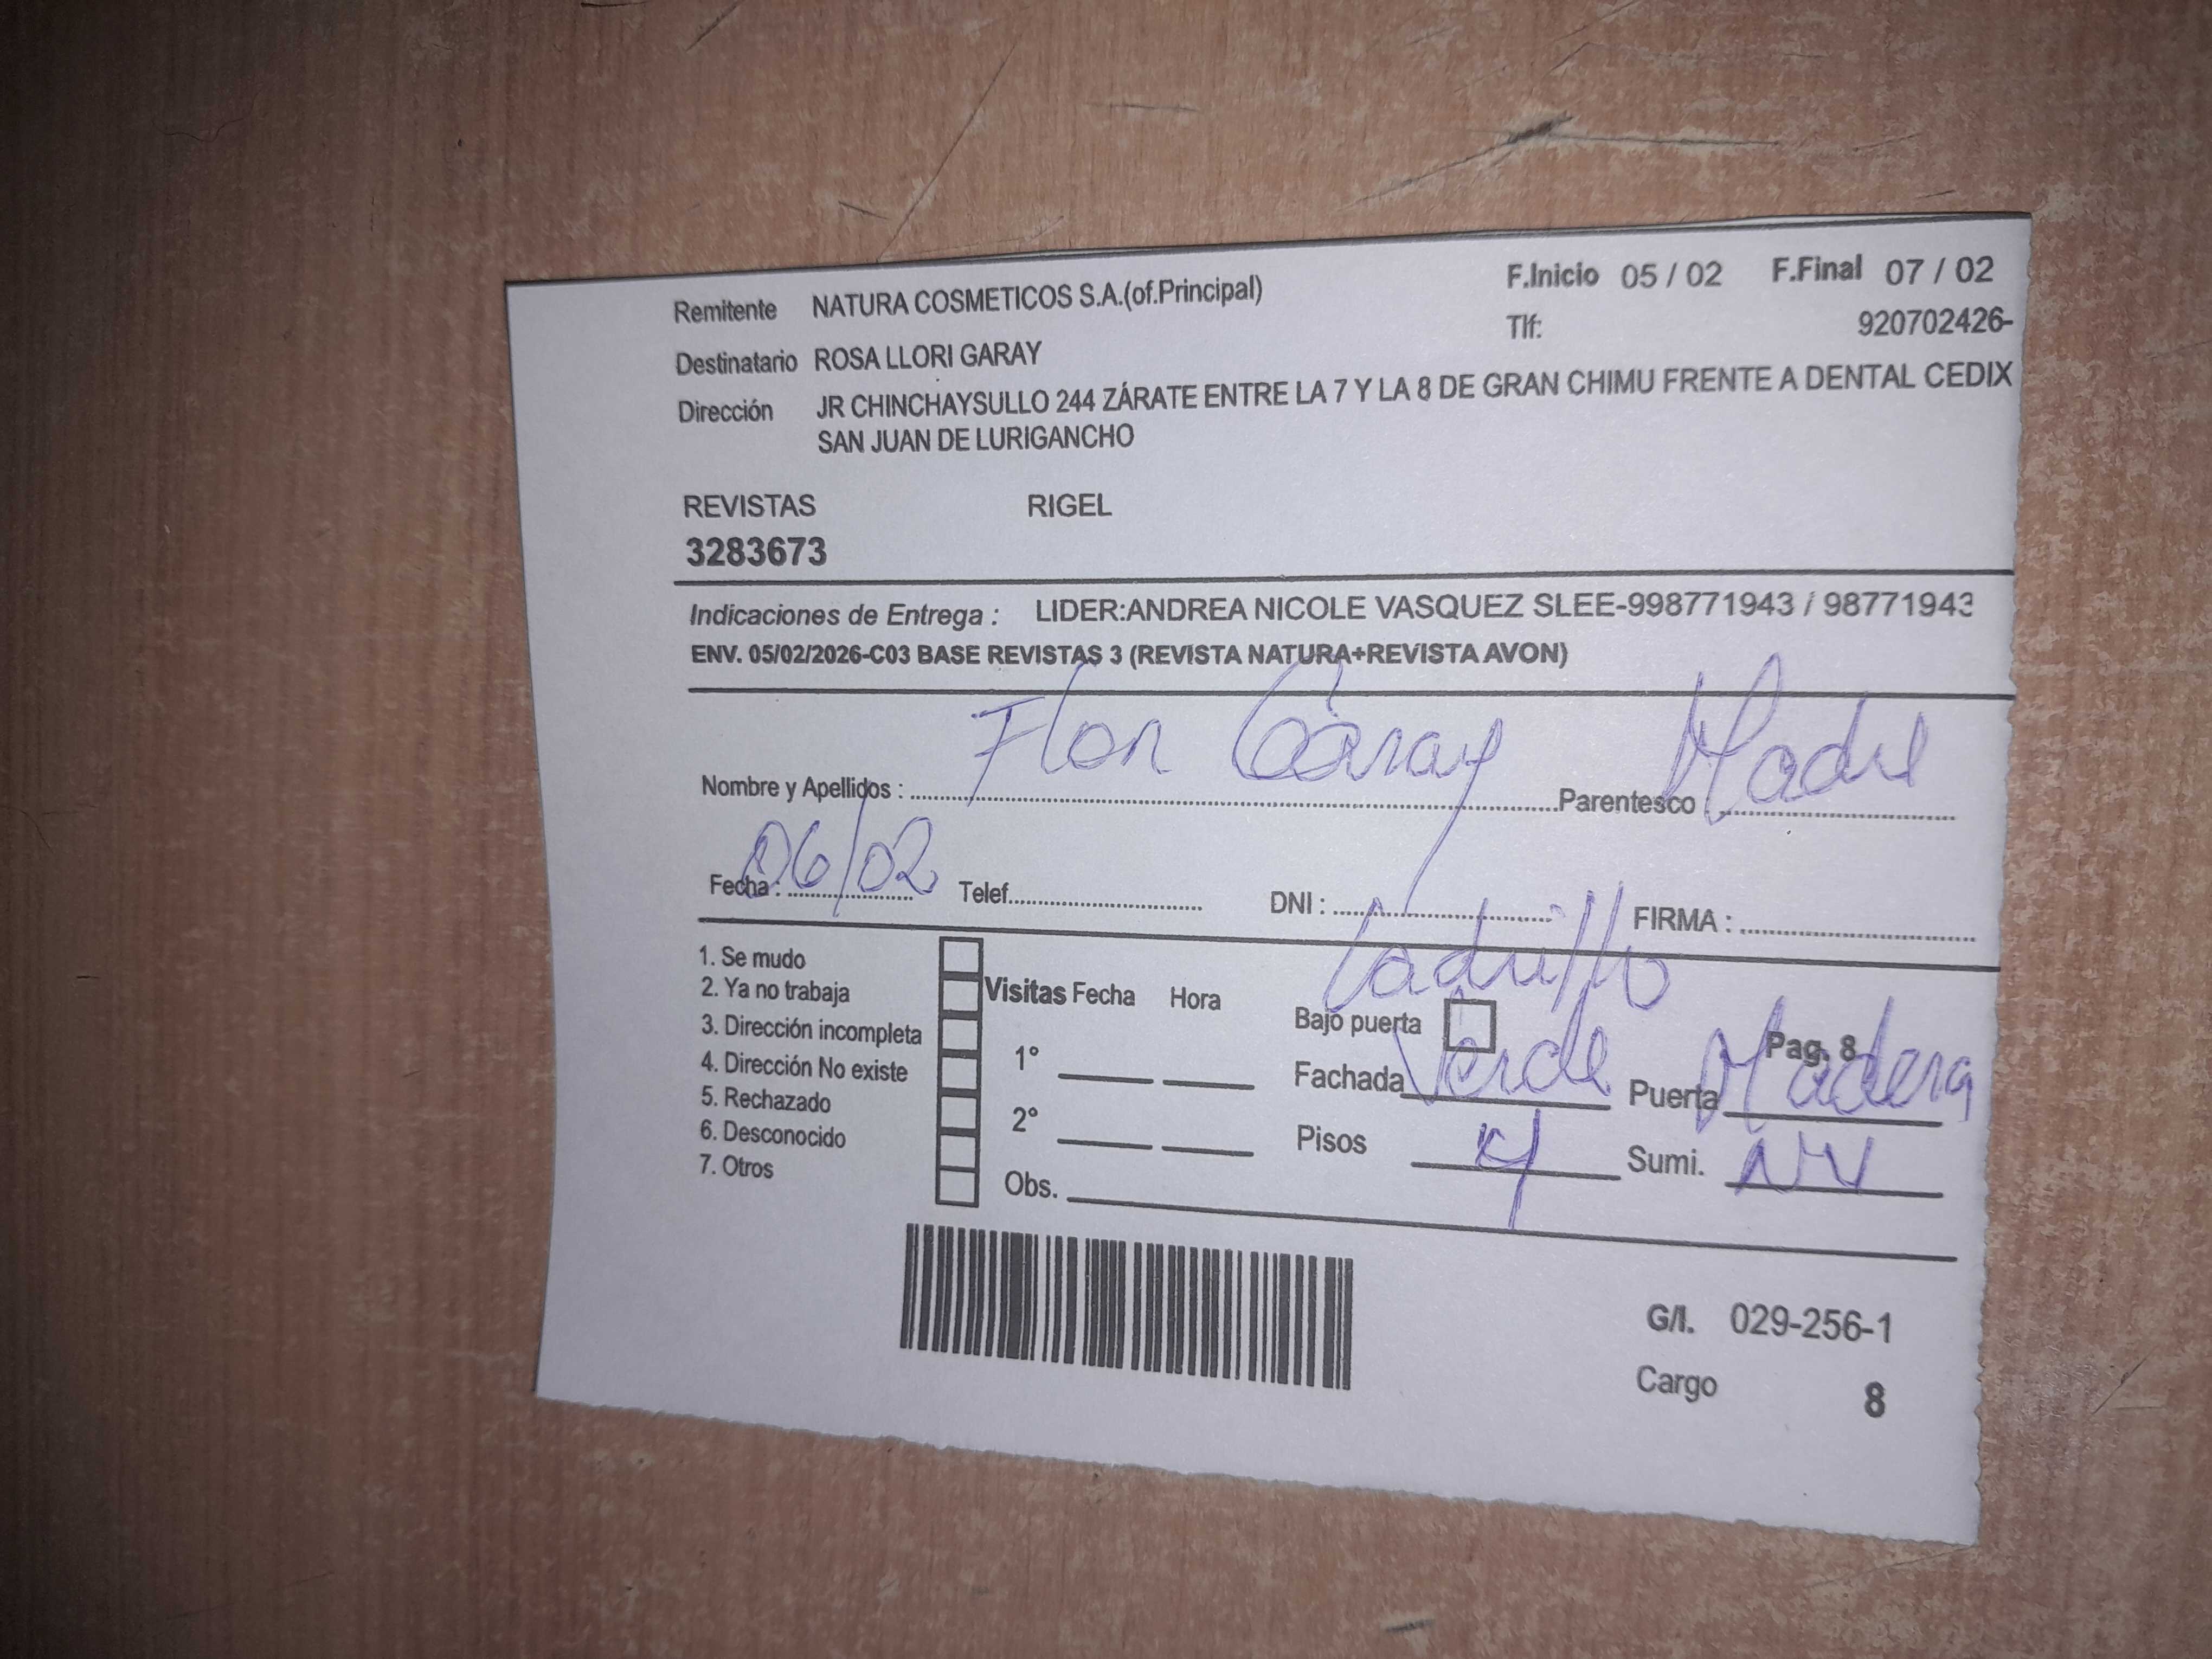 Remitente NATURA COSMETICOS S.A.(of.Principal) F.Inicio 05 / 02 F.Final 07 / 02
Tlf: 920702426-
Destinatario ROSA LLORI GARAY
Dirección JR CHINCHAYSULLO 244 ZÁRATE ENTRE LA 7 Y LA 8 DE GRAN CHIMU FRENTE A DENTAL CEDIX
SAN JUAN DE LURIGANCHO
REVISTAS RIGEL
3283673
Indicaciones de Entrega : LIDER:ANDREA NICOLE VASQUEZ SLEE-998771943 / 98771943
ENV. 05/02/2026-C03 BASE REVISTAS 3 (REVISTA NATURA+REVISTA AVON)
Nombre y Apellidos : Flor Garay Parentesco Madre
Fecha : 06/02 Telef. DNI : FIRMA :
1. Se mudo
2. Ya no trabaja
3. Dirección incompleta
4. Dirección No existe
5. Rechazado
6. Desconocido
7. Otros
Visitas Fecha Hora
1°
2°
Obs.
Ladrillo
Bajo puerta Pag. 8
Fachada Verde Puerta Madera
Pisos 4 Sumi. NV
G/I. 029-256-1
Cargo 8